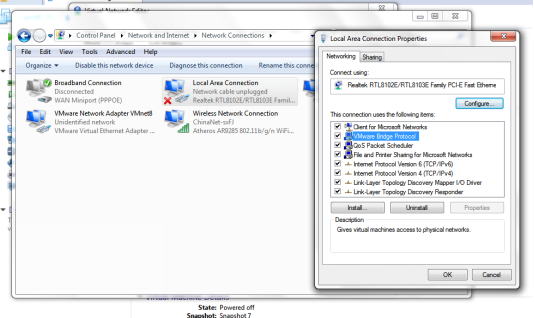 Virtual Network Editor
Control Panel ▸ Network and Internet ▸ Network Connections ▸
File Edit View Tools Advanced Help
Organize Disable this network device Diagnose this connection Rename this conne
Broadband Connection
Disconnected
WAN Miniport (PPPOE)
Local Area Connection
Network cable unplugged
Realtek RTL8102E/RTL8103E Famil...
VMware Network Adapter VMnet8
Unidentified network
VMware Virtual Ethernet Adapter ...
Wireless Network Connection
ChinaNet-sxFJ
Atheros AR9285 802.11b/g/n WiFi...
Local Area Connection Properties
Networking Sharing
Connect using:
Realtek RTL8102E/RTL8103E Family PCI-E Fast Etherne
Configure...
This connection uses the following items:
Client for Microsoft Networks
VMware Bridge Protocol
QoS Packet Scheduler
File and Printer Sharing for Microsoft Networks
Internet Protocol Version 6 (TCP/IPv6)
Internet Protocol Version 4 (TCP/IPv4)
Link-Layer Topology Discovery Mapper I/O Driver
Link-Layer Topology Discovery Responder
Install... Uninstall Properties
Description
Gives virtual machines access to physical networks.
OK Cancel
Virtual Machine Details
State: Powered off
Snapshot: Snapshot 7